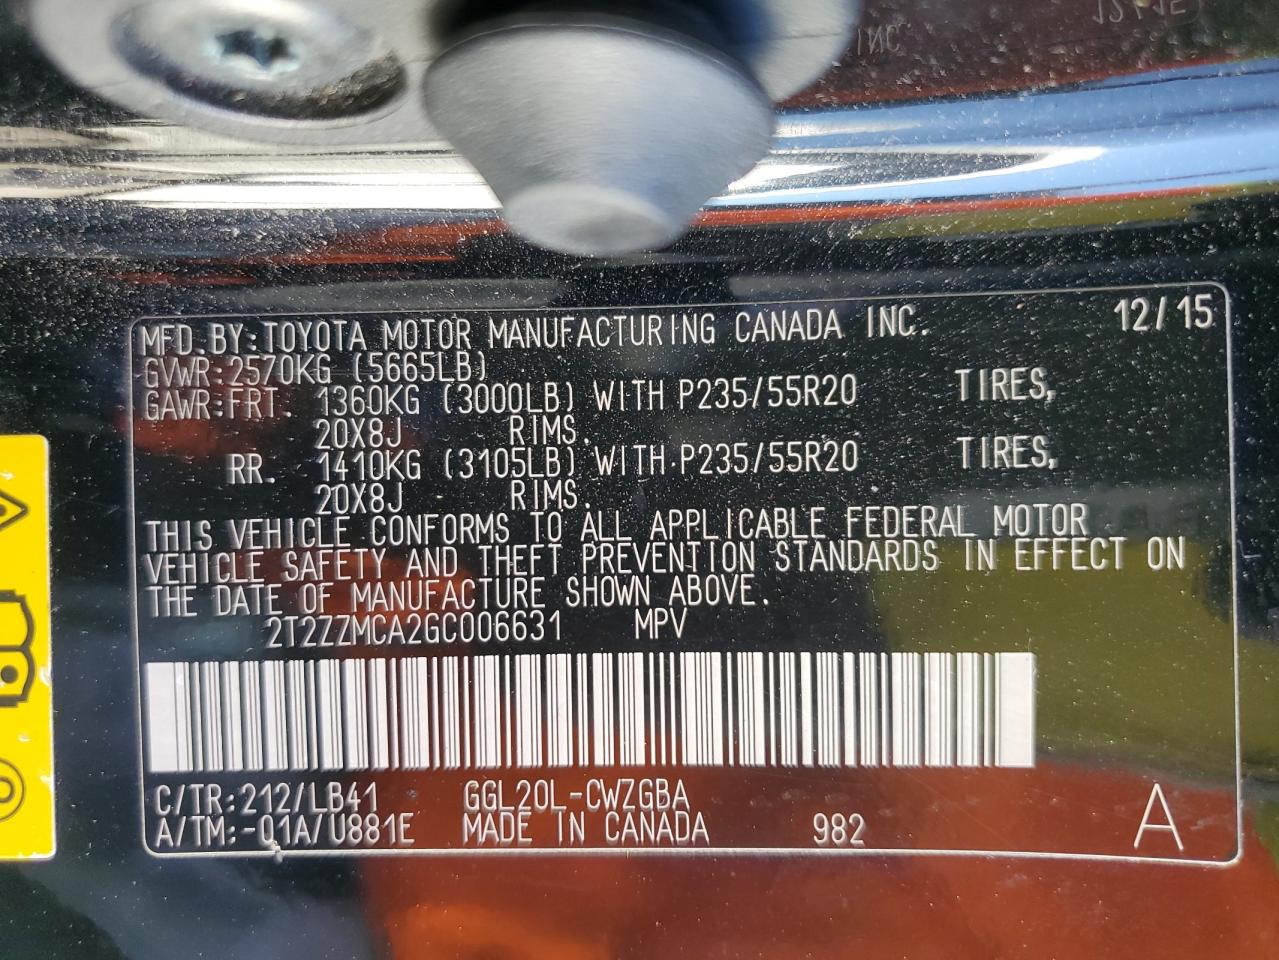 MFD. BY: TOYOTA MOTOR MANUFACTURING CANADA INC. 12/15
GVWR: 2570KG (5665LB)
GAWR: FRT. 1360KG (3000LB) WITH P235/55R20 TIRES,
20X8J RIMS.
RR. 1410KG (3105LB) WITH P235/55R20 TIRES,
20X8J RIMS.
THIS VEHICLE CONFORMS TO ALL APPLICABLE FEDERAL MOTOR
VEHICLE SAFETY AND THEFT PREVENTION STANDARDS IN EFFECT ON
THE DATE OF MANUFACTURE SHOWN ABOVE.
2T2ZZMCA2GC006631 MPV
C/TR: 212/LB41 GGL20L-CWZGBA
A/TM: -01A/U881E MADE IN CANADA 982 A